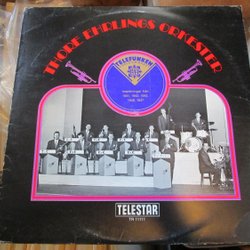 THORE EHRLINGS ORKESTER
TELEFUNKEN
TELESTAR